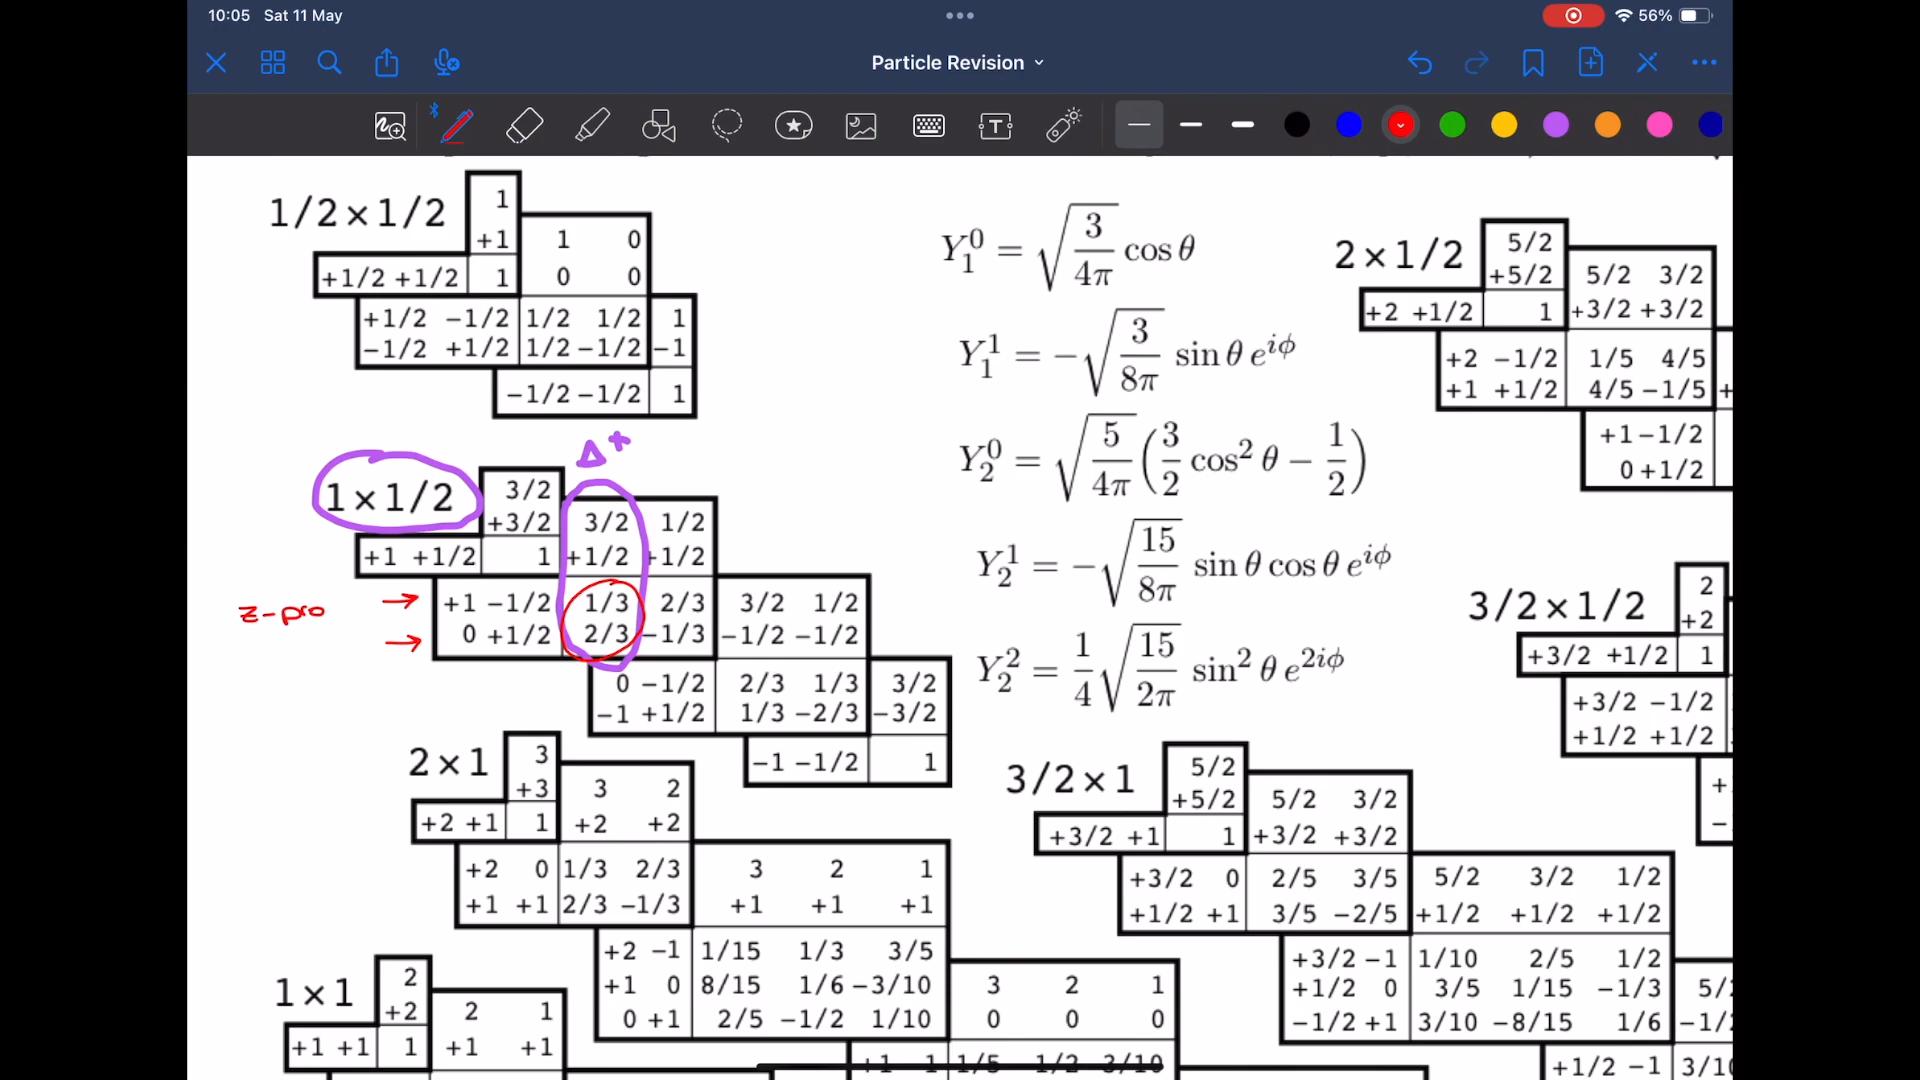 10:05 Sat 11 May
56%
Particle Revision
1/2×1/2
1
+1 1 0
+1/2 +1/2 1 0 0
+1/2 −1/2 1/2 1/2 1
−1/2 +1/2 1/2 −1/2 −1
−1/2 −1/2 1
Y₁⁰ = √(3/4π) cos θ
Y₁¹ = −√(3/8π) sin θ e^{iϕ}
Y₂⁰ = √(5/4π) (3/2 cos² θ − 1/2)
Y₂¹ = −√(15/8π) sin θ cos θ e^{iϕ}
Y₂² = 1/4 √(15/2π) sin² θ e^{2iϕ}
2×1/2
5/2
+5/2 5/2 3/2
+2 +1/2 1 +3/2 +3/2
+2 −1/2 1/5 4/5
+1 +1/2 4/5 −1/5
+1 −1/2
0 +1/2
Δ⁺
1×1/2
3/2
+3/2 3/2 1/2
+1 +1/2 1 +1/2 +1/2
z-pro
+1 −1/2 1/3 2/3 3/2 1/2
0 +1/2 2/3 −1/3 −1/2 −1/2
0 −1/2 2/3 1/3 3/2
−1 +1/2 1/3 −2/3 −3/2
−1 −1/2 1
3/2×1/2
2
+2
+3/2 +1/2 1
+3/2 −1/2
+1/2 +1/2
2×1
3
+3 3 2
+2 +1 1 +2 +2
+2 0 1/3 2/3 3 2 1
+1 +1 2/3 −1/3 +1 +1 +1
+2 −1 1/15 1/3 3/5
+1 0 8/15 1/6 −3/10 3 2 1
0 +1 2/5 −1/2 1/10 0 0 0
+1 1 1/5 1/2 3/10
3/2×1
5/2
+5/2 5/2 3/2
+3/2 +1 1 +3/2 +3/2
+3/2 0 2/5 3/5 5/2 3/2 1/2
+1/2 +1 3/5 −2/5 +1/2 +1/2 +1/2
+3/2 −1 1/10 2/5 1/2
+1/2 0 3/5 1/15 −1/3
−1/2 +1 3/10 −8/15 1/6
+1/2 −1 3/10
1×1
2
+2 2 1
+1 +1 1 +1 +1